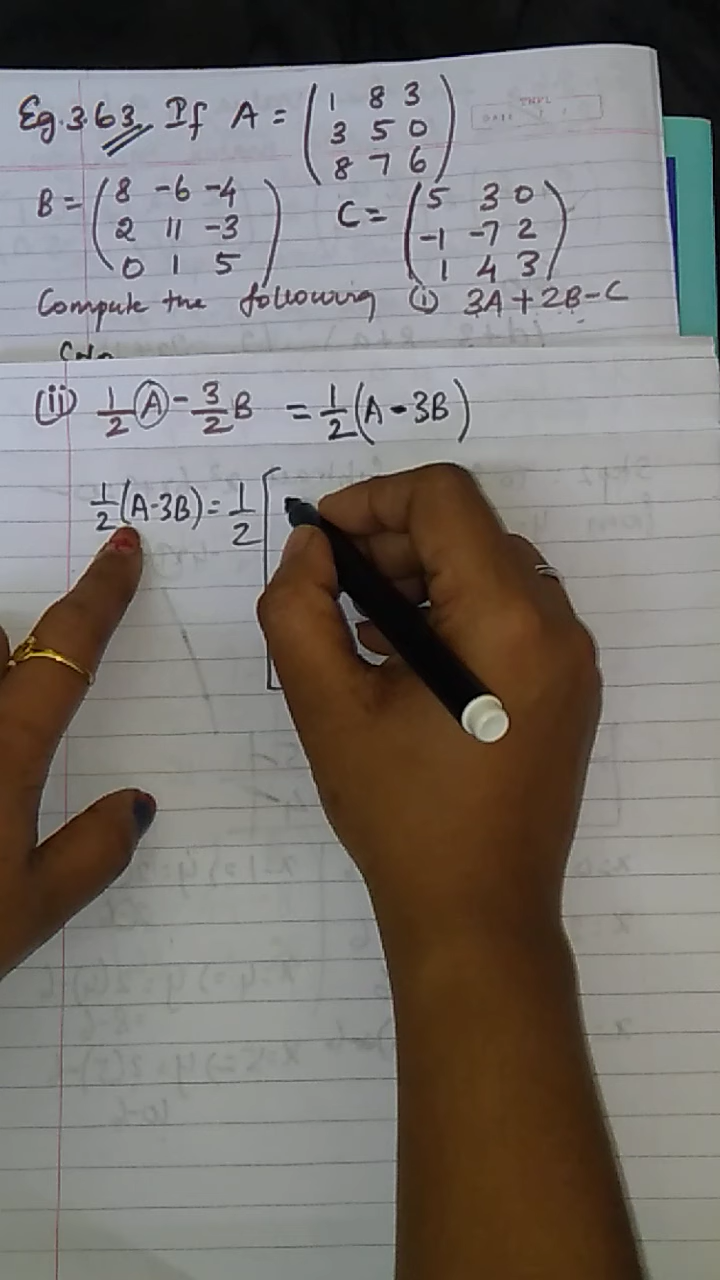 Eg.3.63. If A = (1 8 3
3 5 0
8 7 6)
B = (8 -6 -4
2 11 -3
0 1 5)
C = (5 3 0
-1 -7 2
1 4 3)
Compute the following (i) 3A + 2B - C
(ii) 1/2 A - 3/2 B = 1/2 (A - 3B)
1/2 (A - 3B) = 1/2 [